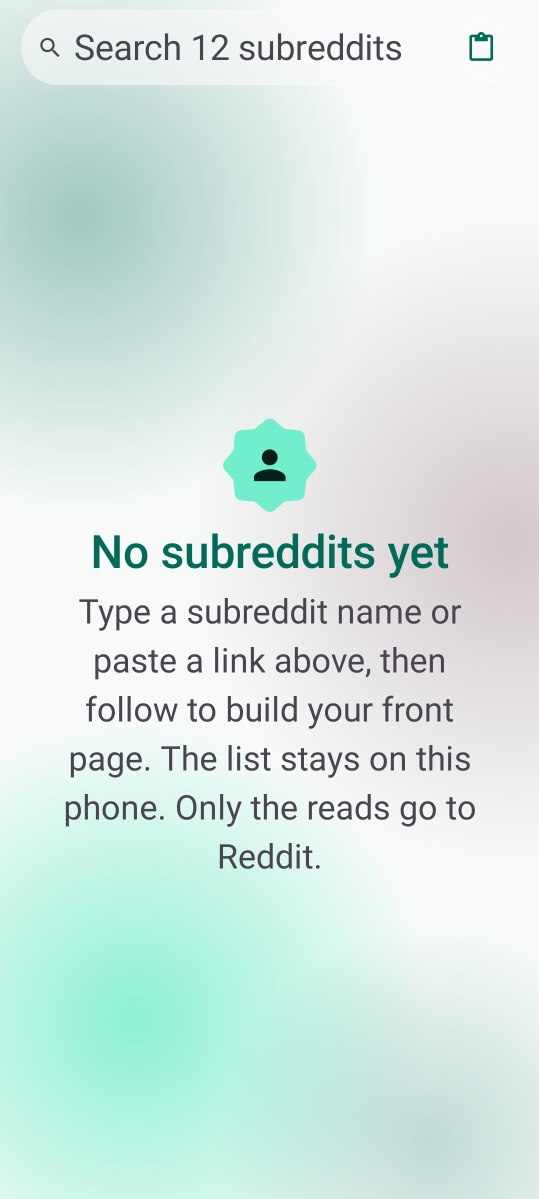 Search 12 subreddits
No subreddits yet
Type a subreddit name or
paste a link above, then
follow to build your front
page. The list stays on this
phone. Only the reads go to
Reddit.